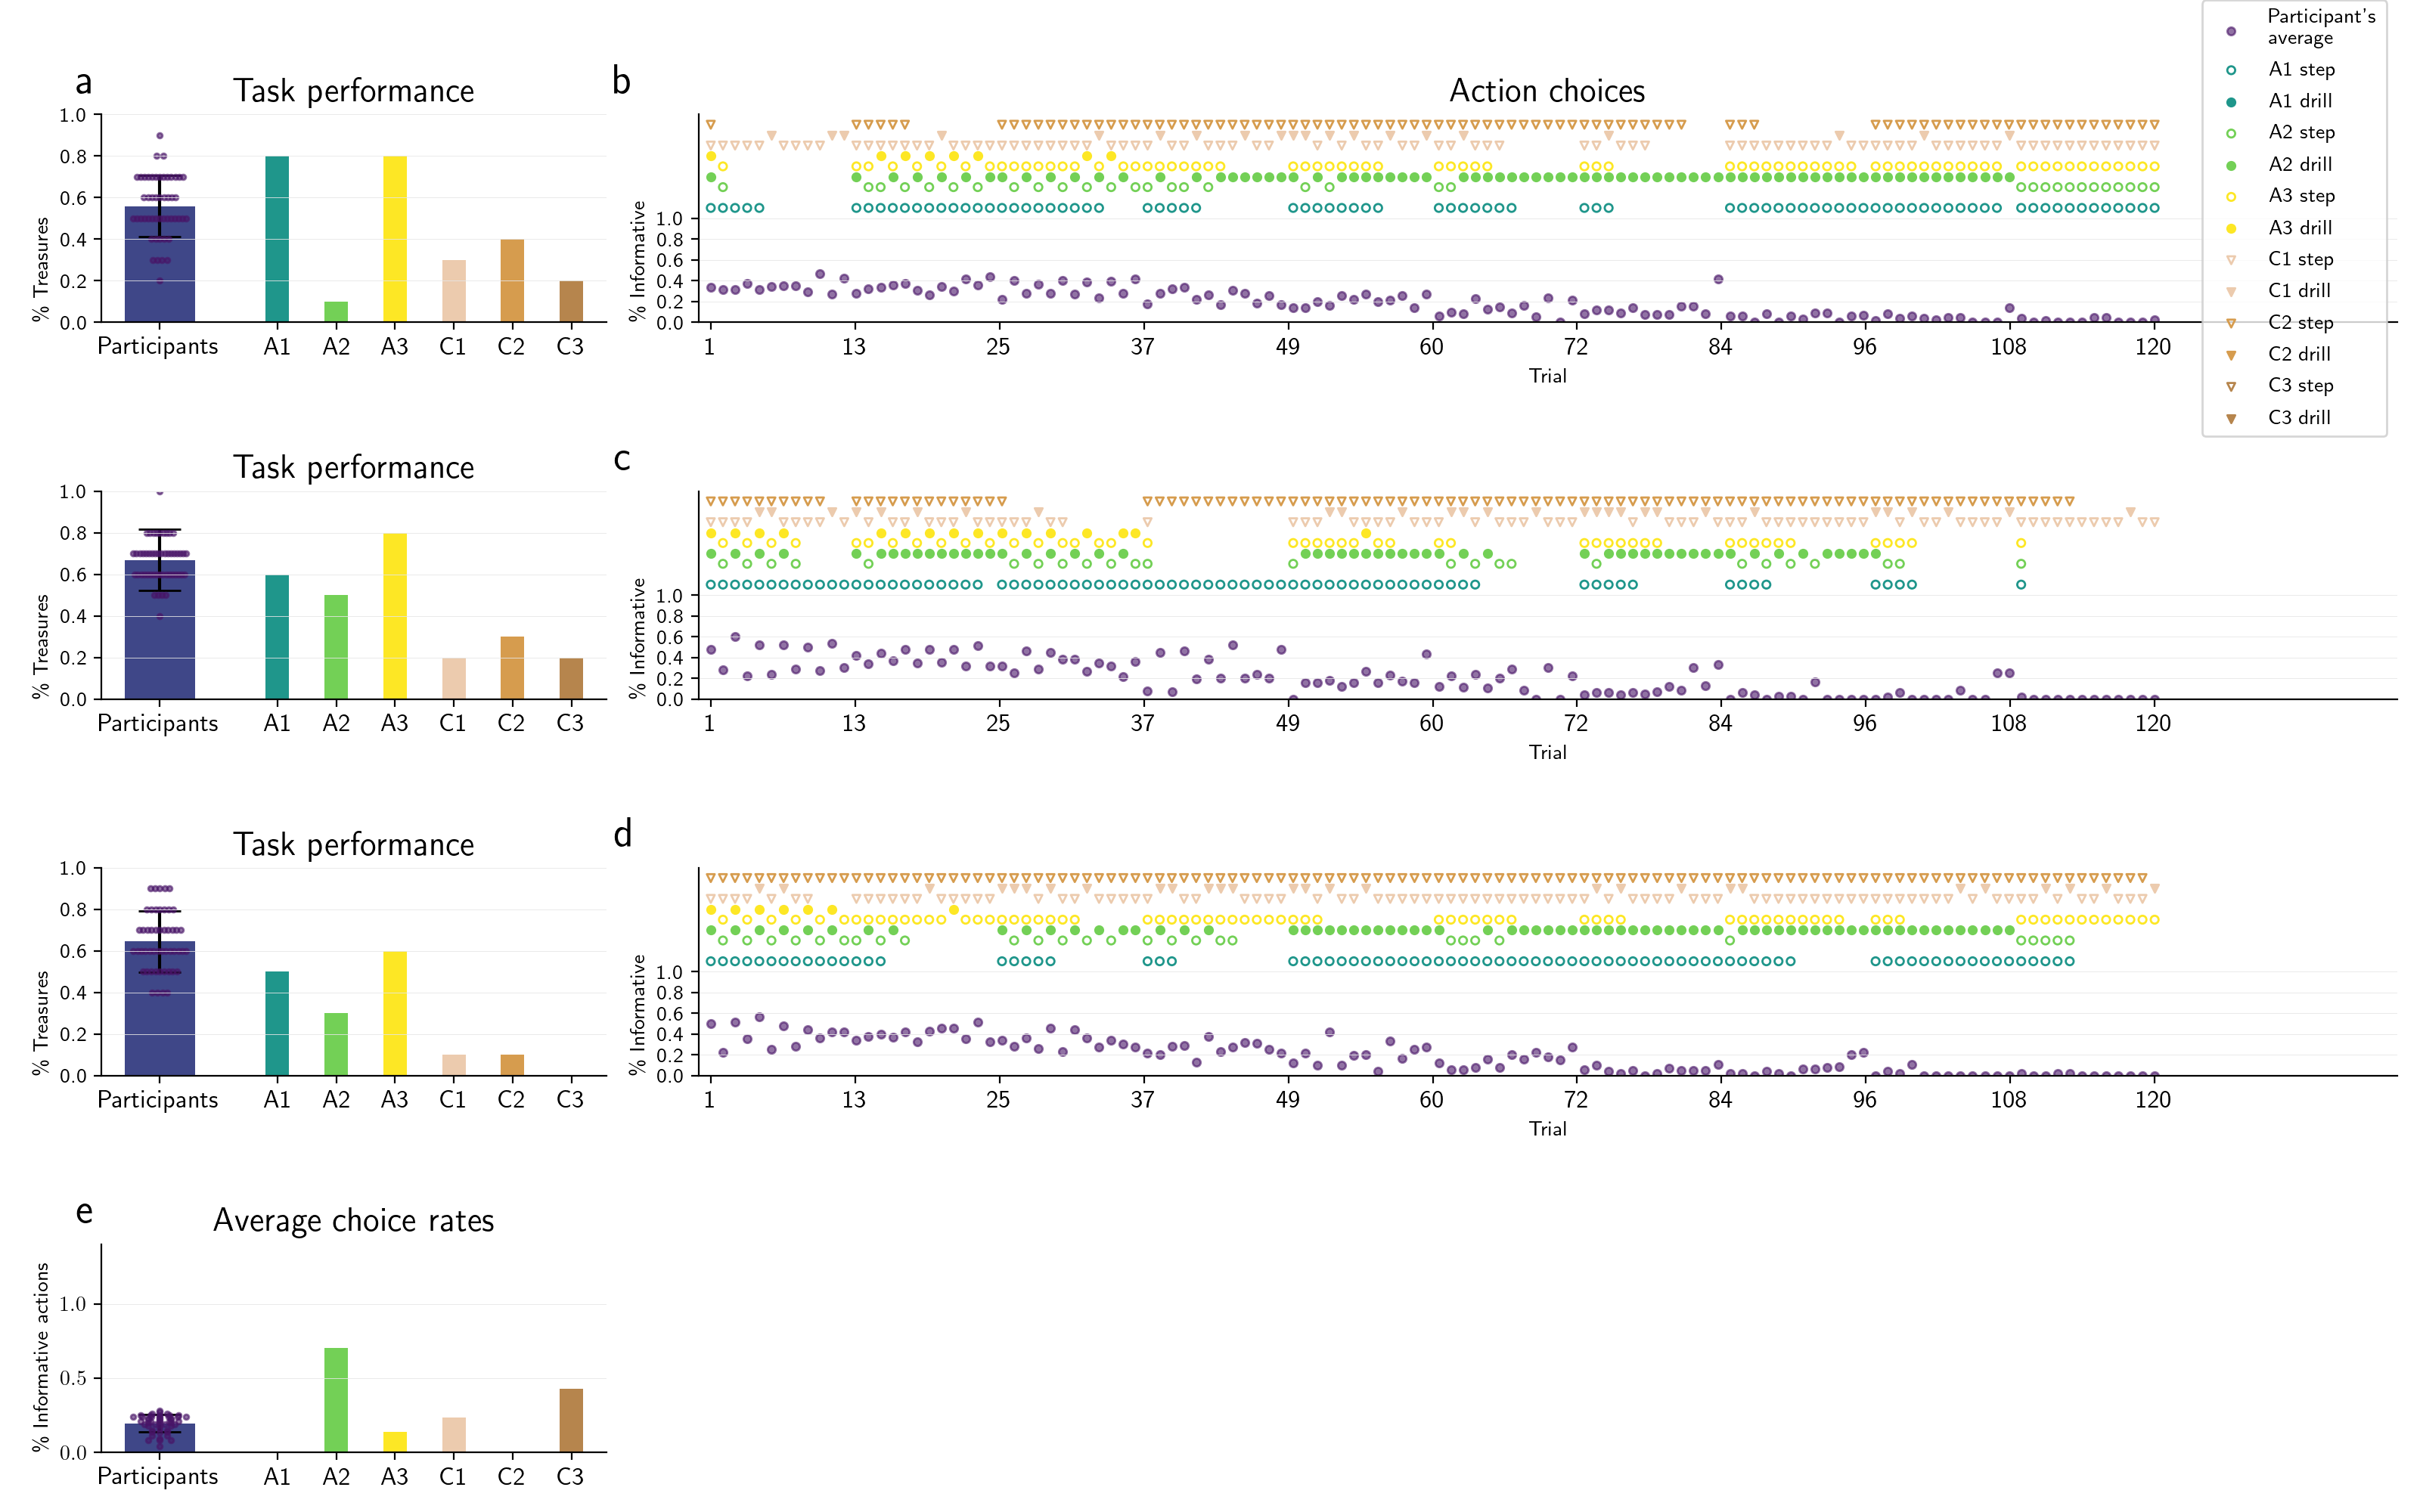 Participant's
average
A1 step
A1 drill
A2 step
A2 drill
A3 step
A3 drill
C1 step
C1 drill
C2 step
C2 drill
C3 step
C3 drill
a
Task performance
% Treasures
1.0
0.8
0.6
0.4
0.2
0.0
Participants A1 A2 A3 C1 C2 C3
b
Action choices
% Informative
1.0
0.8
0.6
0.4
0.2
0.0
1 13 25 37 49 60 72 84 96 108 120
Trial
Task performance
% Treasures
1.0
0.8
0.6
0.4
0.2
0.0
Participants A1 A2 A3 C1 C2 C3
c
% Informative
1.0
0.8
0.6
0.4
0.2
0.0
1 13 25 37 49 60 72 84 96 108 120
Trial
Task performance
% Treasures
1.0
0.8
0.6
0.4
0.2
0.0
Participants A1 A2 A3 C1 C2 C3
d
% Informative
1.0
0.8
0.6
0.4
0.2
0.0
1 13 25 37 49 60 72 84 96 108 120
Trial
e
Average choice rates
% Informative actions
1.0
0.5
0.0
Participants A1 A2 A3 C1 C2 C3